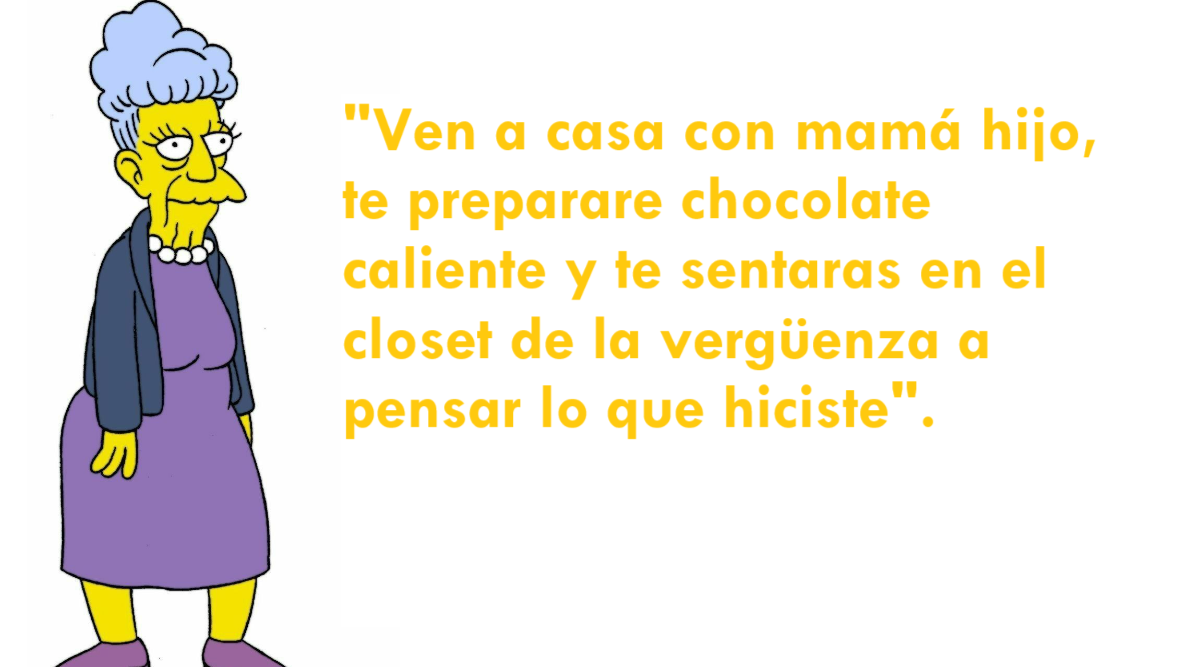 "Ven a casa con mamá hijo,
te preparare chocolate
caliente y te sentaras en el
closet de la vergüenza a
pensar lo que hiciste".